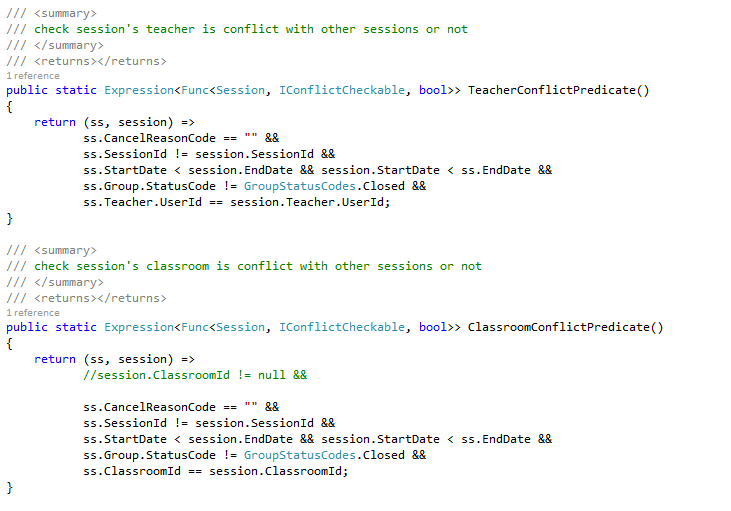 /// <summary>
/// check session's teacher is conflict with other sessions or not
/// </summary>
/// <returns></returns>
1 reference
public static Expression<Func<Session, IConflictCheckable, bool>> TeacherConflictPredicate()
{
    return (ss, session) =>
           ss.CancelReasonCode == "" &&
           ss.SessionId != session.SessionId &&
           ss.StartDate < session.EndDate && session.StartDate < ss.EndDate &&
           ss.Group.StatusCode != GroupStatusCodes.Closed &&
           ss.Teacher.UserId == session.Teacher.UserId;
}
/// <summary>
/// check session's classroom is conflict with other sessions or not
/// </summary>
/// <returns></returns>
1 reference
public static Expression<Func<Session, IConflictCheckable, bool>> ClassroomConflictPredicate()
{
    return (ss, session) =>
           //session.ClassroomId != null &&
           ss.CancelReasonCode == "" &&
           ss.SessionId != session.SessionId &&
           ss.StartDate < session.EndDate && session.StartDate < ss.EndDate &&
           ss.Group.StatusCode != GroupStatusCodes.Closed &&
           ss.ClassroomId == session.ClassroomId;
}